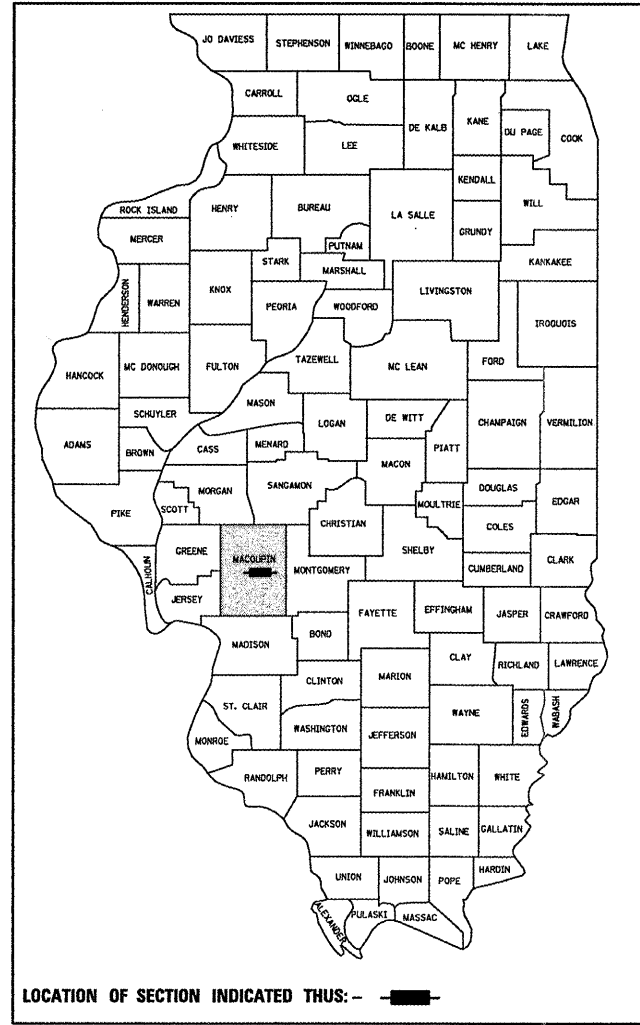 JO DAVIESS STEPHENSON WINNEBAGO BOONE MC HENRY LAKE
CARROLL OGLE DE KALB KANE DU PAGE COOK
WHITESIDE LEE
KENDALL WILL
ROCK ISLAND HENRY BUREAU LA SALLE GRUNDY
MERCER PUTNAM
STARK MARSHALL KANKAKEE
HENDERSON WARREN KNOX PEORIA WOODFORD LIVINGSTON IROQUOIS
HANCOCK MC DONOUGH FULTON TAZEWELL MC LEAN FORD
SCHUYLER MASON LOGAN DE WITT CHAMPAIGN VERMILION
ADAMS BROWN CASS MENARD MACON PIATT
PIKE SCOTT MORGAN SANGAMON CHRISTIAN MOULTRIE DOUGLAS EDGAR
COLES
CALHOUN GREENE MACOUPIN MONTGOMERY SHELBY CUMBERLAND CLARK
JERSEY FAYETTE EFFINGHAM JASPER CRAWFORD
MADISON BOND CLAY RICHLAND LAWRENCE
CLINTON MARION
ST. CLAIR WASHINGTON WAYNE EDWARDS WABASH
MONROE JEFFERSON
RANDOLPH PERRY HAMILTON WHITE
FRANKLIN
JACKSON WILLIAMSON SALINE GALLATIN
UNION JOHNSON POPE HARDIN
ALEXANDER PULASKI MASSAC
LOCATION OF SECTION INDICATED THUS: -